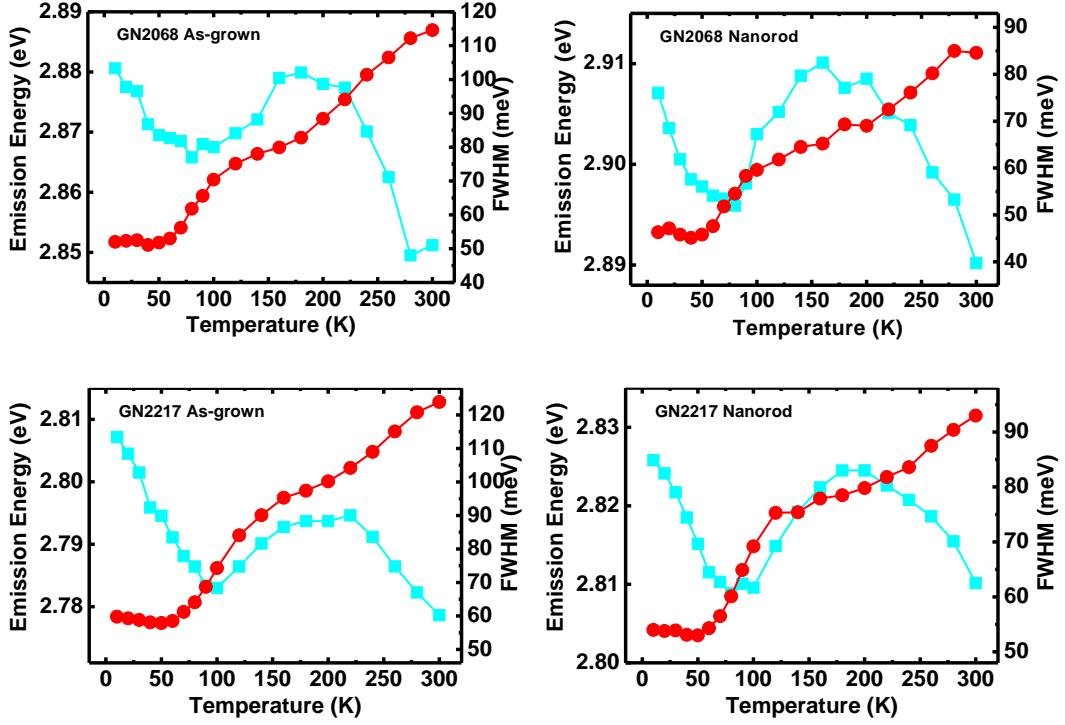 GN2068 As-grown
Emission Energy (eV)
2.89
2.88
2.87
2.86
2.85
FWHM (meV)
120
110
100
90
80
70
60
50
40
0 50 100 150 200 250 300
Temperature (K)
GN2068 Nanorod
Emission Energy (eV)
2.91
2.90
2.89
FWHM (meV)
90
80
70
60
50
40
0 50 100 150 200 250 300
Temperature (K)
GN2217 As-grown
Emission Energy (eV)
2.81
2.80
2.79
2.78
FWHM (meV)
120
110
100
90
80
70
60
50
0 50 100 150 200 250 300
Temperature (K)
GN2217 Nanorod
Emission Energy (eV)
2.83
2.82
2.81
2.80
FWHM (meV)
90
80
70
60
50
0 50 100 150 200 250 300
Temperature (K)